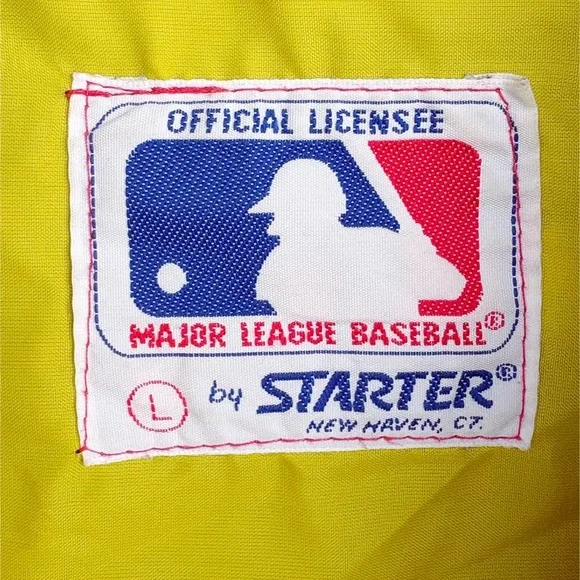 OFFICIAL LICENSEE
MAJOR LEAGUE BASEBALL®
L by STARTER®
NEW HAVEN, CT.